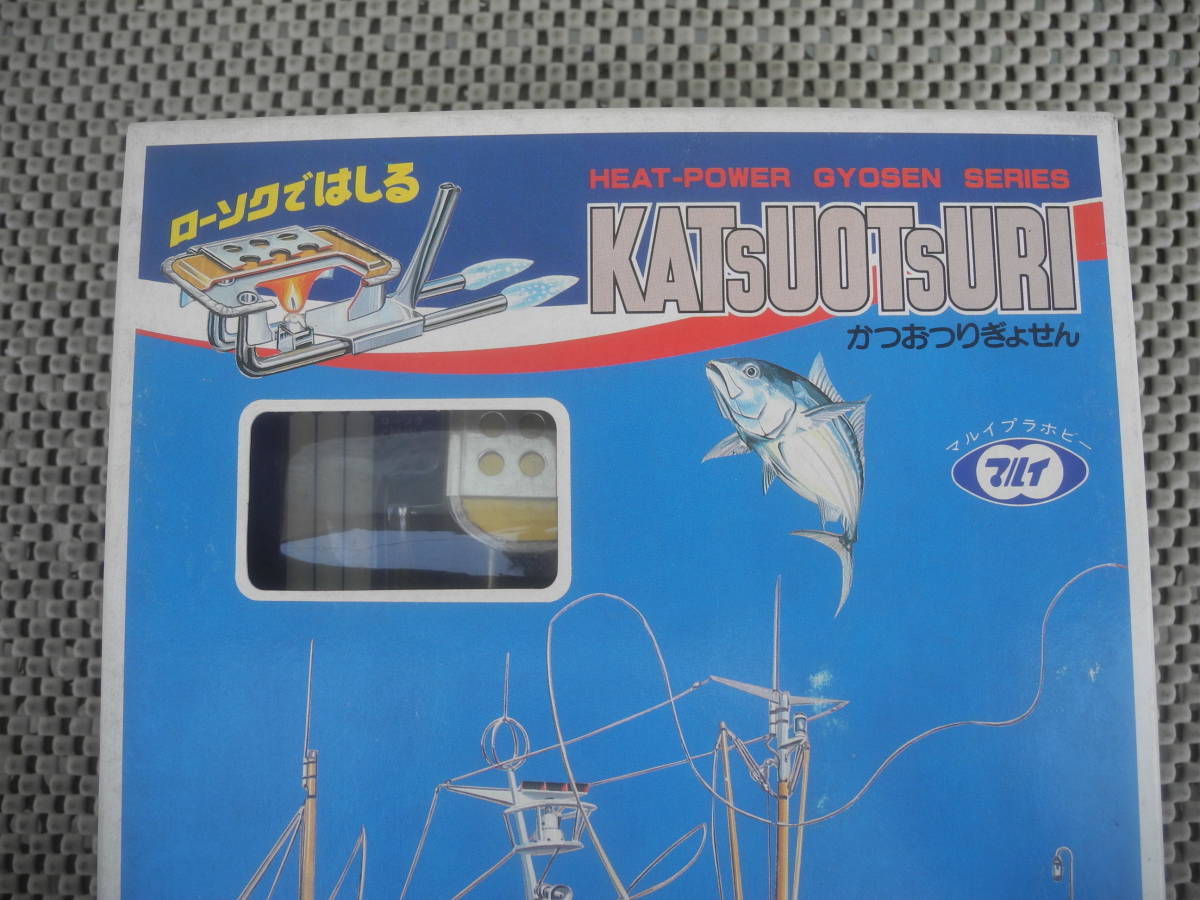 ローソクではしる
HEAT-POWER GYOSEN SERIES
KATSUOTSURI
かつおつりぎょせん
マルイプラホビー
マルイ